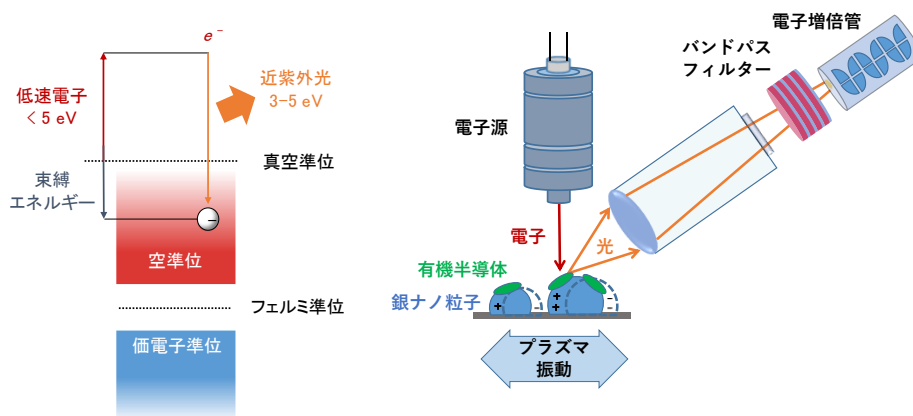 e⁻
低速電子
< 5 eV
近紫外光
3-5 eV
真空準位
束縛
エネルギー
−
空準位
フェルミ準位
価電子準位
電子源
バンドパス
フィルター
電子増倍管
電子
光
有機半導体
銀ナノ粒子
+
−
+
+ +
−
−
プラズマ
振動